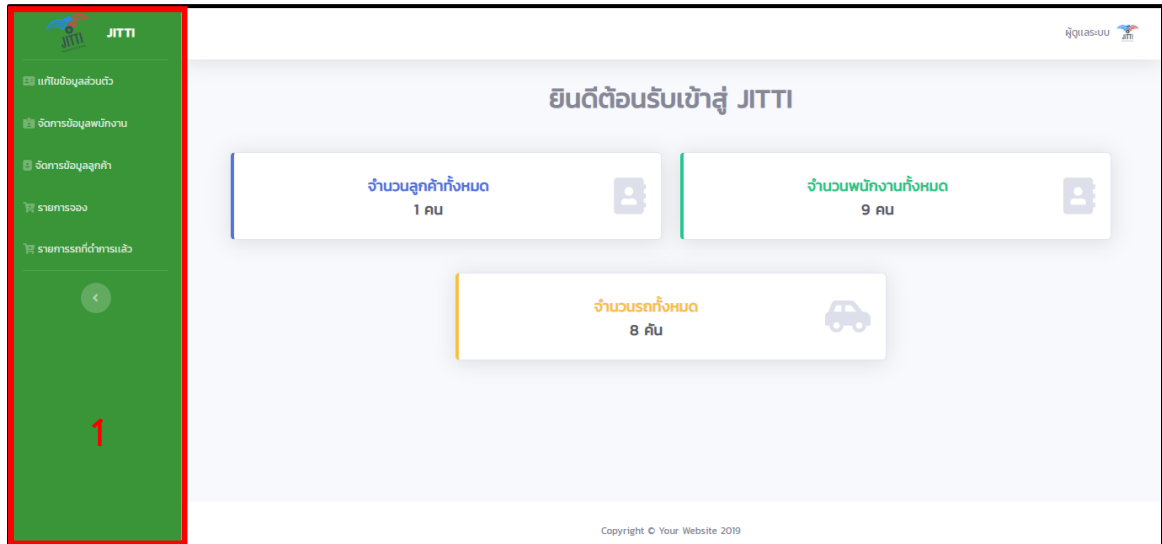 JITTI
JITTI
ผู้ดูแลระบบ
JITTI
แก้ไขข้อมูลส่วนตัว
จัดการข้อมูลพนักงาน
จัดการข้อมูลลูกค้า
รายการจอง
รายการรถที่ดำการแล้ว
1
ยินดีต้อนรับเข้าสู่ JITTI
จำนวนลูกค้าทั้งหมด
1 คน
จำนวนพนักงานทั้งหมด
9 คน
จำนวนรถทั้งหมด
8 คัน
Copyright © Your Website 2019